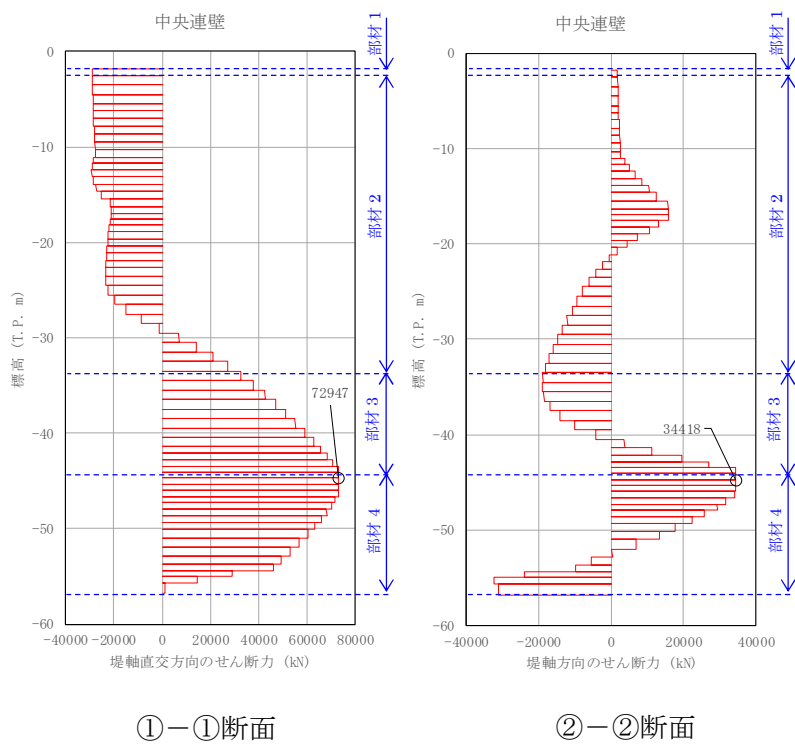 中央連壁
標高 (T.P. m)
0
-10
-20
-30
-40
-50
-60
-40000 -20000 0 20000 40000 60000 80000
堤軸直交方向のせん断力 (kN)
72947
部材1
部材2
部材3
部材4
①－①断面
中央連壁
標高 (T.P. m)
0
-10
-20
-30
-40
-50
-60
-40000 -20000 0 20000 40000
堤軸方向のせん断力 (kN)
34418
部材1
部材2
部材3
部材4
②－②断面